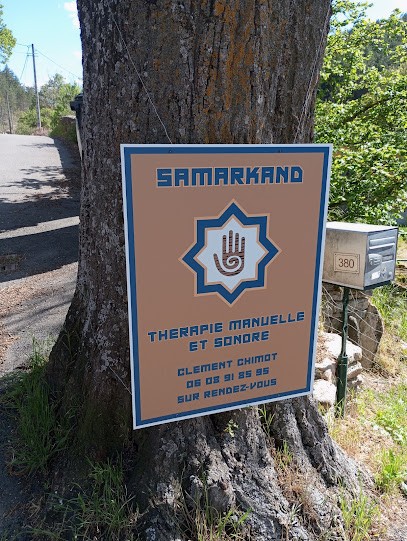 SAMARKAND
THERAPIE MANUELLE
ET SONORE
CLEMENT CHIMOT
06 08 91 85 95
SUR RENDEZ-VOUS
380